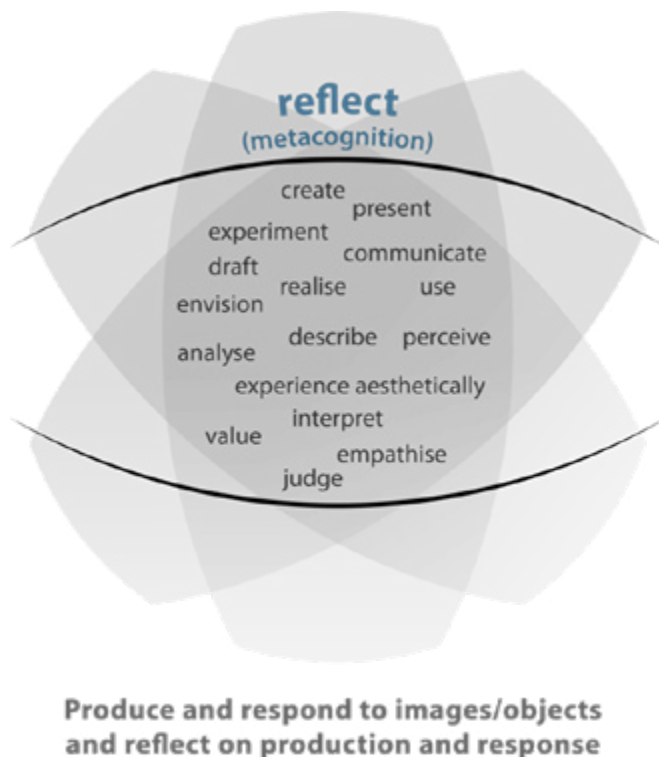 reflect
(metacognition)
create
present
experiment
communicate
draft
realise
use
envision
describe
perceive
analyse
experience aesthetically
interpret
value
empathise
judge
Produce and respond to images/objects
and reflect on production and response